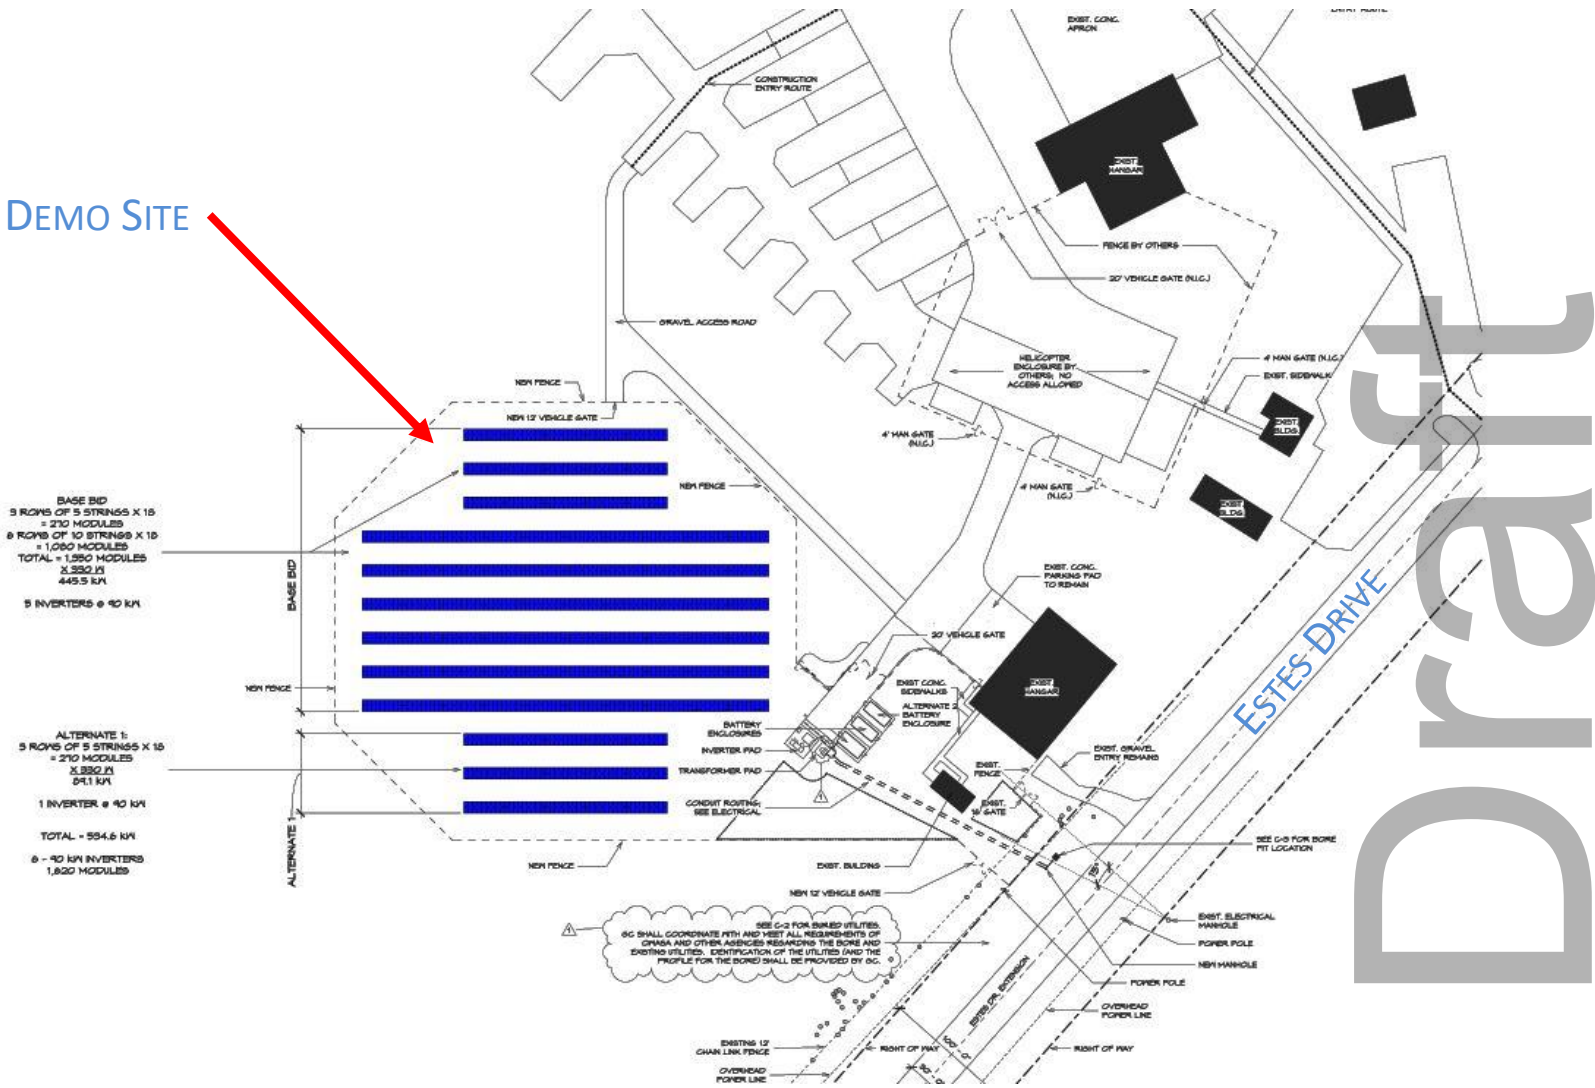 EXIST. CONC.
APRON
ENTRY ROUTE
CONSTRUCTION
ENTRY ROUTE
EXIST.
HANGAR
DEMO SITE
FENCE BY OTHERS
20' VEHICLE GATE (N.I.C.)
GRAVEL ACCESS ROAD
HELICOPTER
ENCLOSURE BY
OTHERS; NO
ACCESS ALLOWED
4' MAN GATE (N.I.C.)
EXIST. SIDEWALK
NEW FENCE
NEW 12' VEHICLE GATE
EXIST.
BLDG.
4' MAN GATE
(N.I.C.)
NEW FENCE
4' MAN GATE
(N.I.C.)
EXIST.
BLDG.
BASE BID
3 ROWS OF 5 STRINGS X 18
= 270 MODULES
6 ROWS OF 10 STRINGS X 18
= 1,080 MODULES
TOTAL = 1,350 MODULES
X 330 W
445.5 KW
5 INVERTERS @ 90 KW
BASE BID
EXIST. CONC.
PARKING PAD
TO REMAIN
ESTES DRIVE
Draft
20' VEHICLE GATE
NEW FENCE
EXIST CONC.
SIDEWALKS
EXIST.
HANGAR
ALTERNATE 2
BATTERY
ENCLOSURE
BATTERY
ENCLOSURES
INVERTER PAD
TRANSFORMER PAD
ALTERNATE 1:
3 ROWS OF 5 STRINGS X 18
= 270 MODULES
X 330 W
89.1 KW
1 INVERTER @ 90 KW
TOTAL = 534.6 KW
6 - 90 KW INVERTERS
1,620 MODULES
ALTERNATE 1
EXIST. GRAVEL
ENTRY REMAINS
EXIST.
FENCE
CONDUIT ROUTING;
SEE ELECTRICAL
EXIST.
16' GATE
SEE C-3 FOR BORE
PIT LOCATION
NEW FENCE
EXIST. BUILDING
75'
NEW 12' VEHICLE GATE
SEE C-2 FOR BURIED UTILITIES.
GC SHALL COORDINATE WITH AND MEET ALL REQUIREMENTS OF
OWASA AND OTHER AGENCIES REGARDING THE BORE AND
EXISTING UTILITIES. IDENTIFICATION OF THE UTILITIES (AND THE
PROFILE FOR THE BORE) SHALL BE PROVIDED BY GC.
EXIST. ELECTRICAL
MANHOLE
POWER POLE
NEW MANHOLE
POWER POLE
ESTES DR. EXTENSION
OVERHEAD
POWER LINE
EXISTING 12'
CHAIN LINK FENCE
RIGHT OF WAY
100'-0"
RIGHT OF WAY
OVERHEAD
POWER LINE